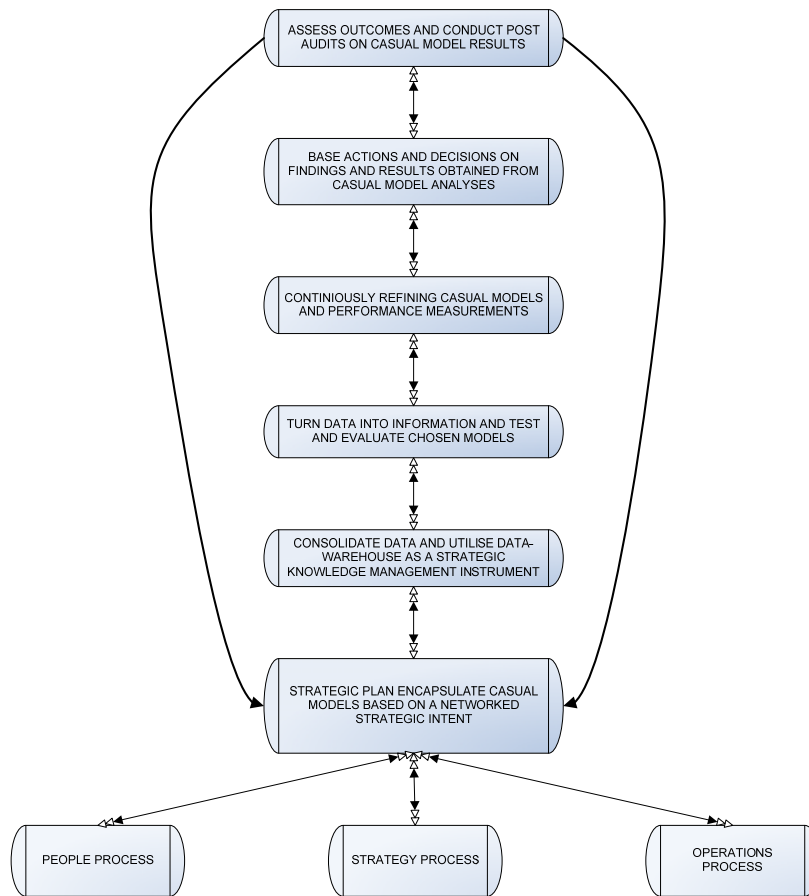 ASSESS OUTCOMES AND CONDUCT POST
AUDITS ON CASUAL MODEL RESULTS
BASE ACTIONS AND DECISIONS ON
FINDINGS AND RESULTS OBTAINED FROM
CASUAL MODEL ANALYSES
CONTINIOUSLY REFINING CASUAL MODELS
AND PERFORMANCE MEASUREMENTS
TURN DATA INTO INFORMATION AND TEST
AND EVALUATE CHOSEN MODELS
CONSOLIDATE DATA AND UTILISE DATA-
WAREHOUSE AS A STRATEGIC
KNOWLEDGE MANAGEMENT INSTRUMENT
STRATEGIC PLAN ENCAPSULATE CASUAL
MODELS BASED ON A NETWORKED
STRATEGIC INTENT
PEOPLE PROCESS
STRATEGY PROCESS
OPERATIONS
PROCESS